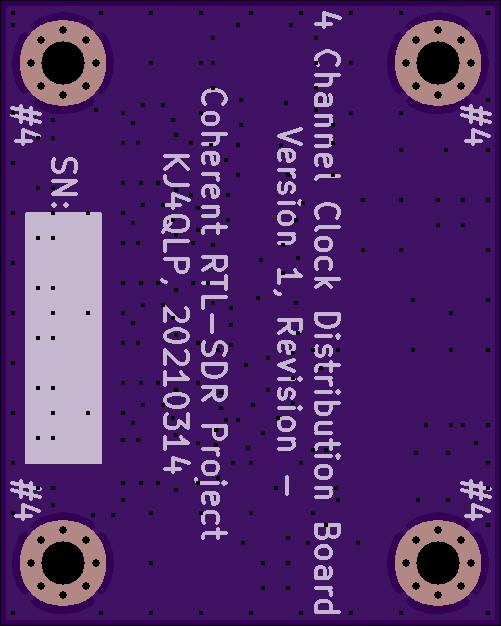 4 Channel Clock Distribution Board
Version 1, Revision -
Coherent RTL-SDR Project
KJ4QLP, 20210314
SN:
#4
#4
#4
#4